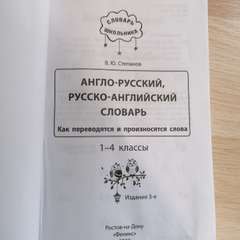 СЛОВАРЬ
ШКОЛЬНИКА
В. Ю. Степанов
АНГЛО-РУССКИЙ,
РУССКО-АНГЛИЙСКИЙ
СЛОВАРЬ
Как переводятся и произносятся слова
1–4 классы
Издание 3-е
Ростов-на-Дону
«Феникс»